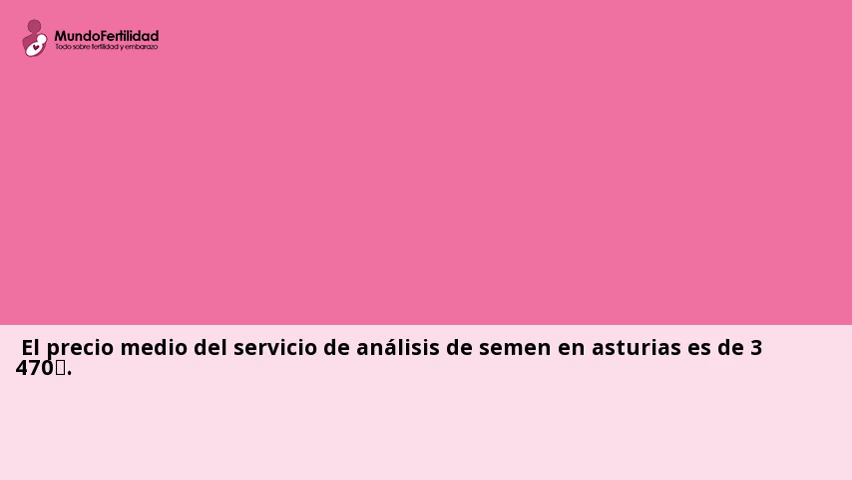 MundoFertilidad
Todo sobre fertilidad y embarazo
El precio medio del servicio de análisis de semen en asturias es de 3
470▯.